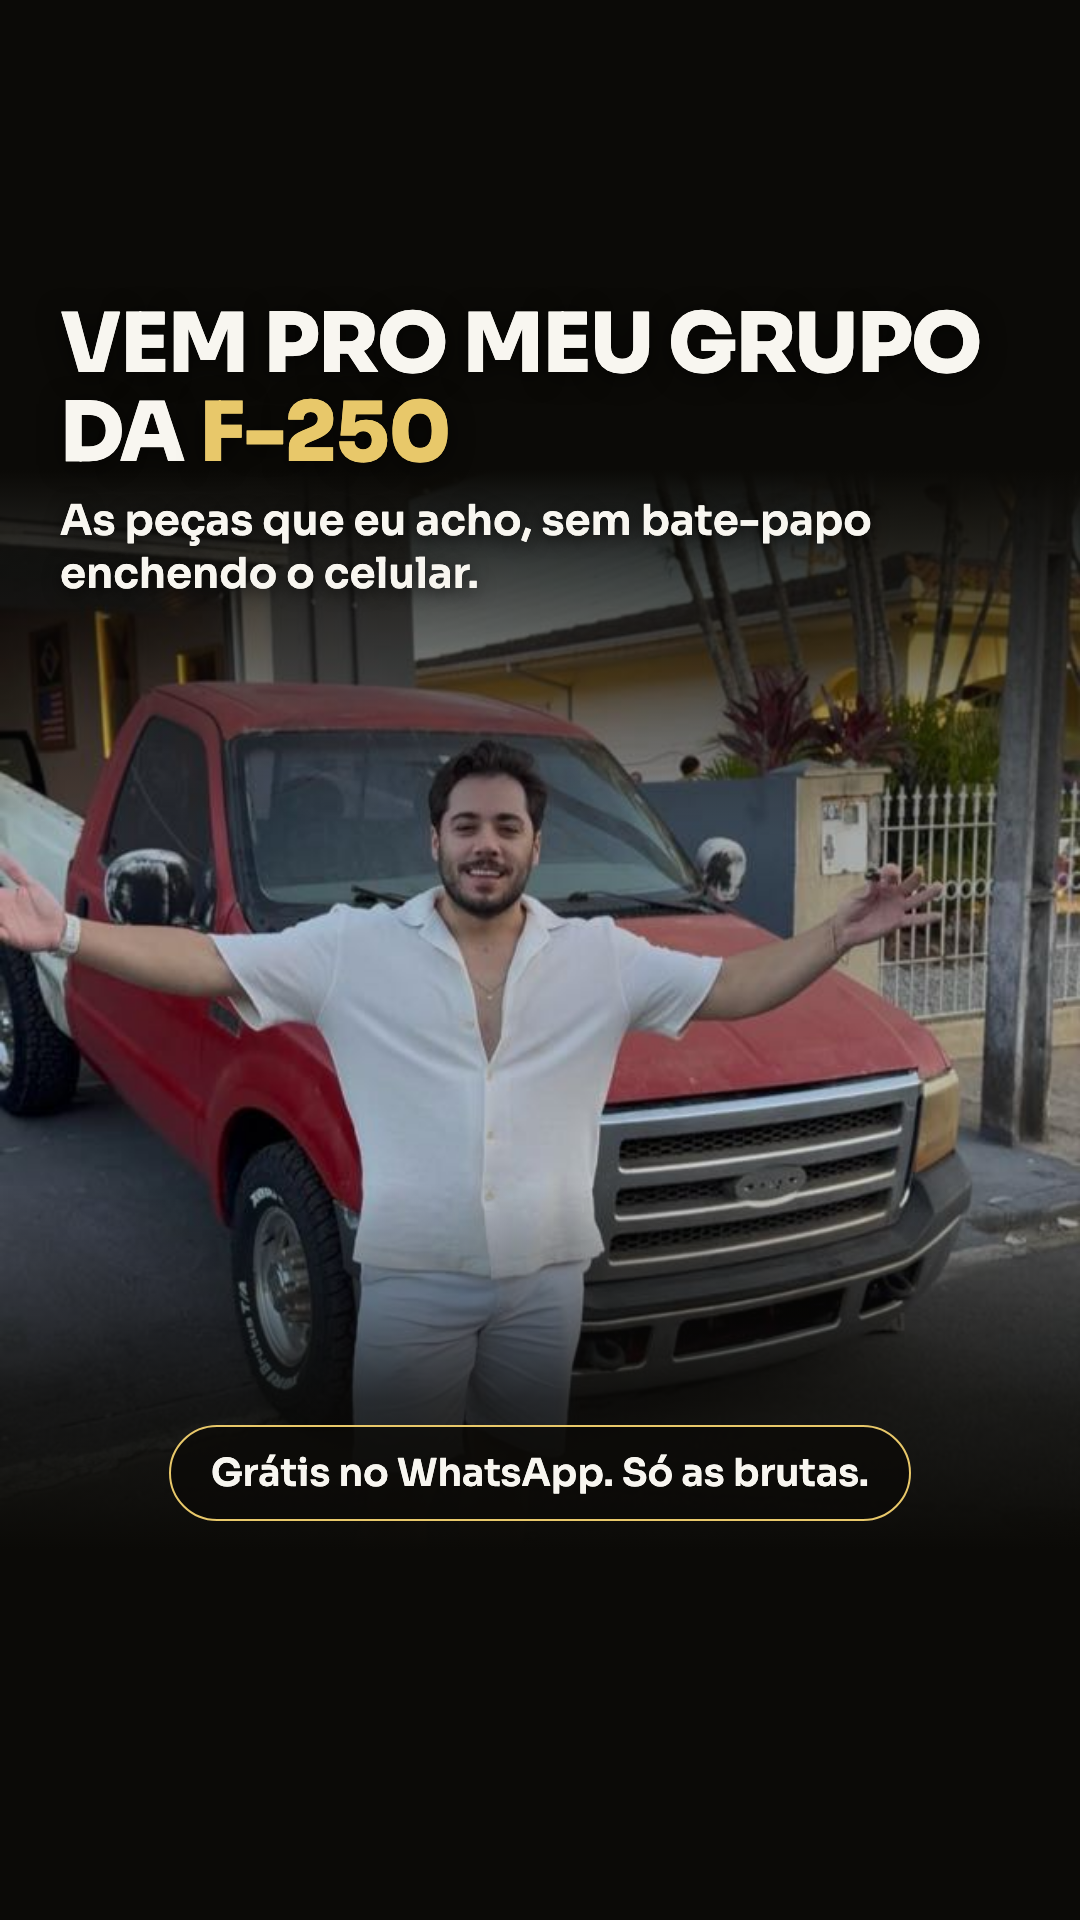 VEM PRO MEU GRUPO
DA F-250
As peças que eu acho, sem bate-papo
enchendo o celular.
Grátis no WhatsApp. Só as brutas.